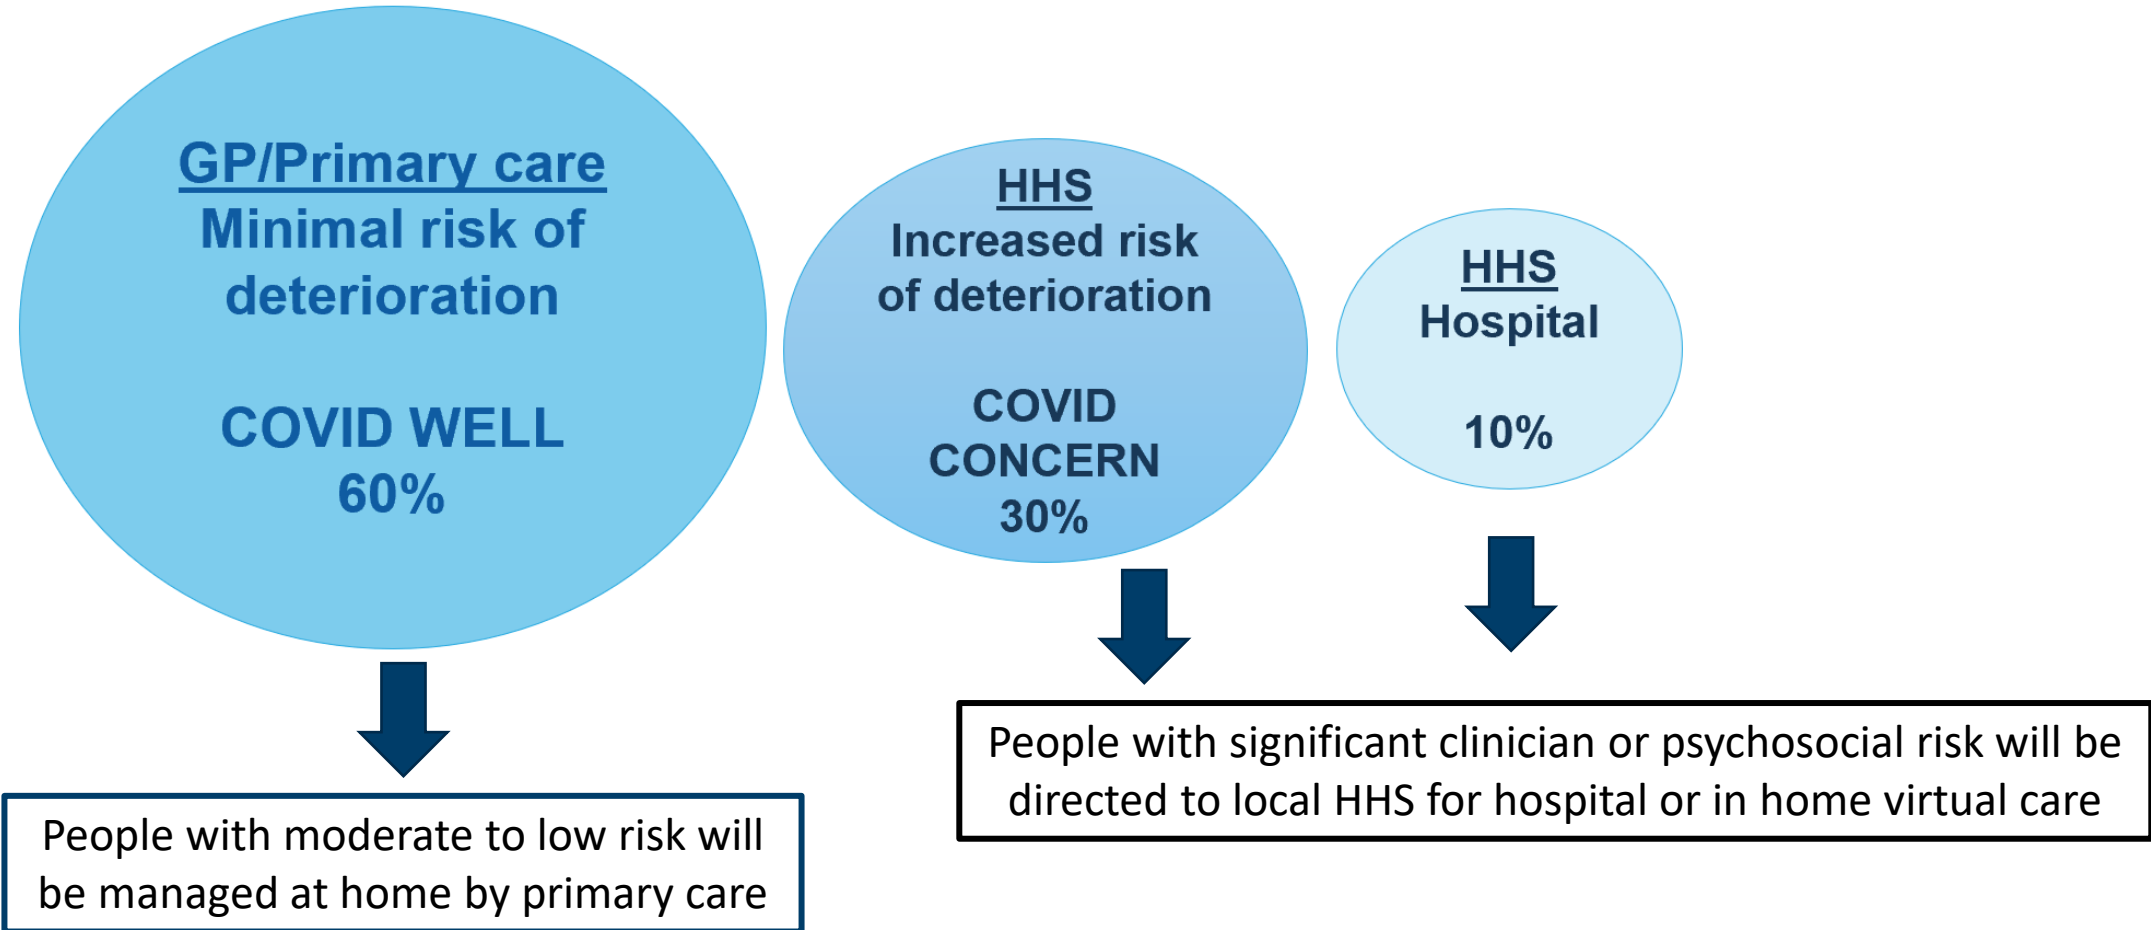 GP/Primary care
Minimal risk of
deterioration
COVID WELL
60%
HHS
Increased risk
of deterioration
COVID
CONCERN
30%
HHS
Hospital
10%
People with moderate to low risk will
be managed at home by primary care
People with significant clinician or psychosocial risk will be
directed to local HHS for hospital or in home virtual care